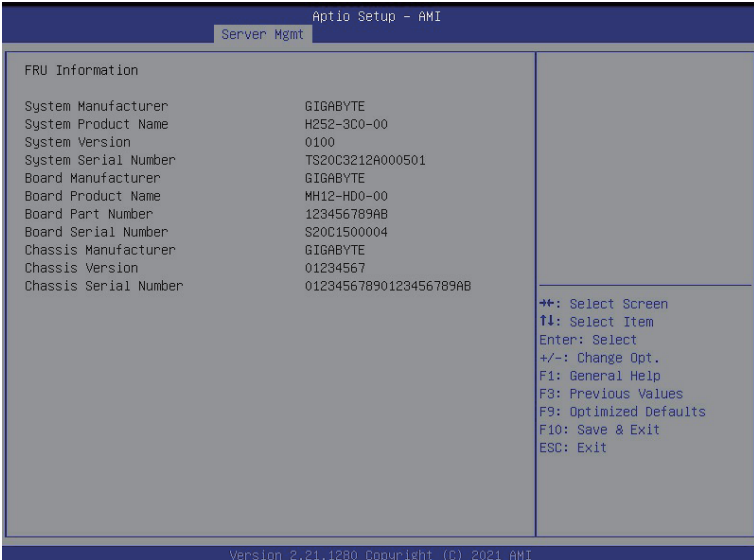 Aptio Setup – AMI
Server Mgmt
FRU Information
System Manufacturer GIGABYTE
System Product Name H252-3C0-00
System Version 0100
System Serial Number TS20C3212A000501
Board Manufacturer GIGABYTE
Board Product Name MH12-HD0-00
Board Part Number 123456789AB
Board Serial Number S20C1500004
Chassis Manufacturer GIGABYTE
Chassis Version 01234567
Chassis Serial Number 01234567890123456789AB
→←: Select Screen
↑↓: Select Item
Enter: Select
+/-: Change Opt.
F1: General Help
F3: Previous Values
F9: Optimized Defaults
F10: Save & Exit
ESC: Exit
Version 2.21.1280 Copyright (C) 2021 AMI